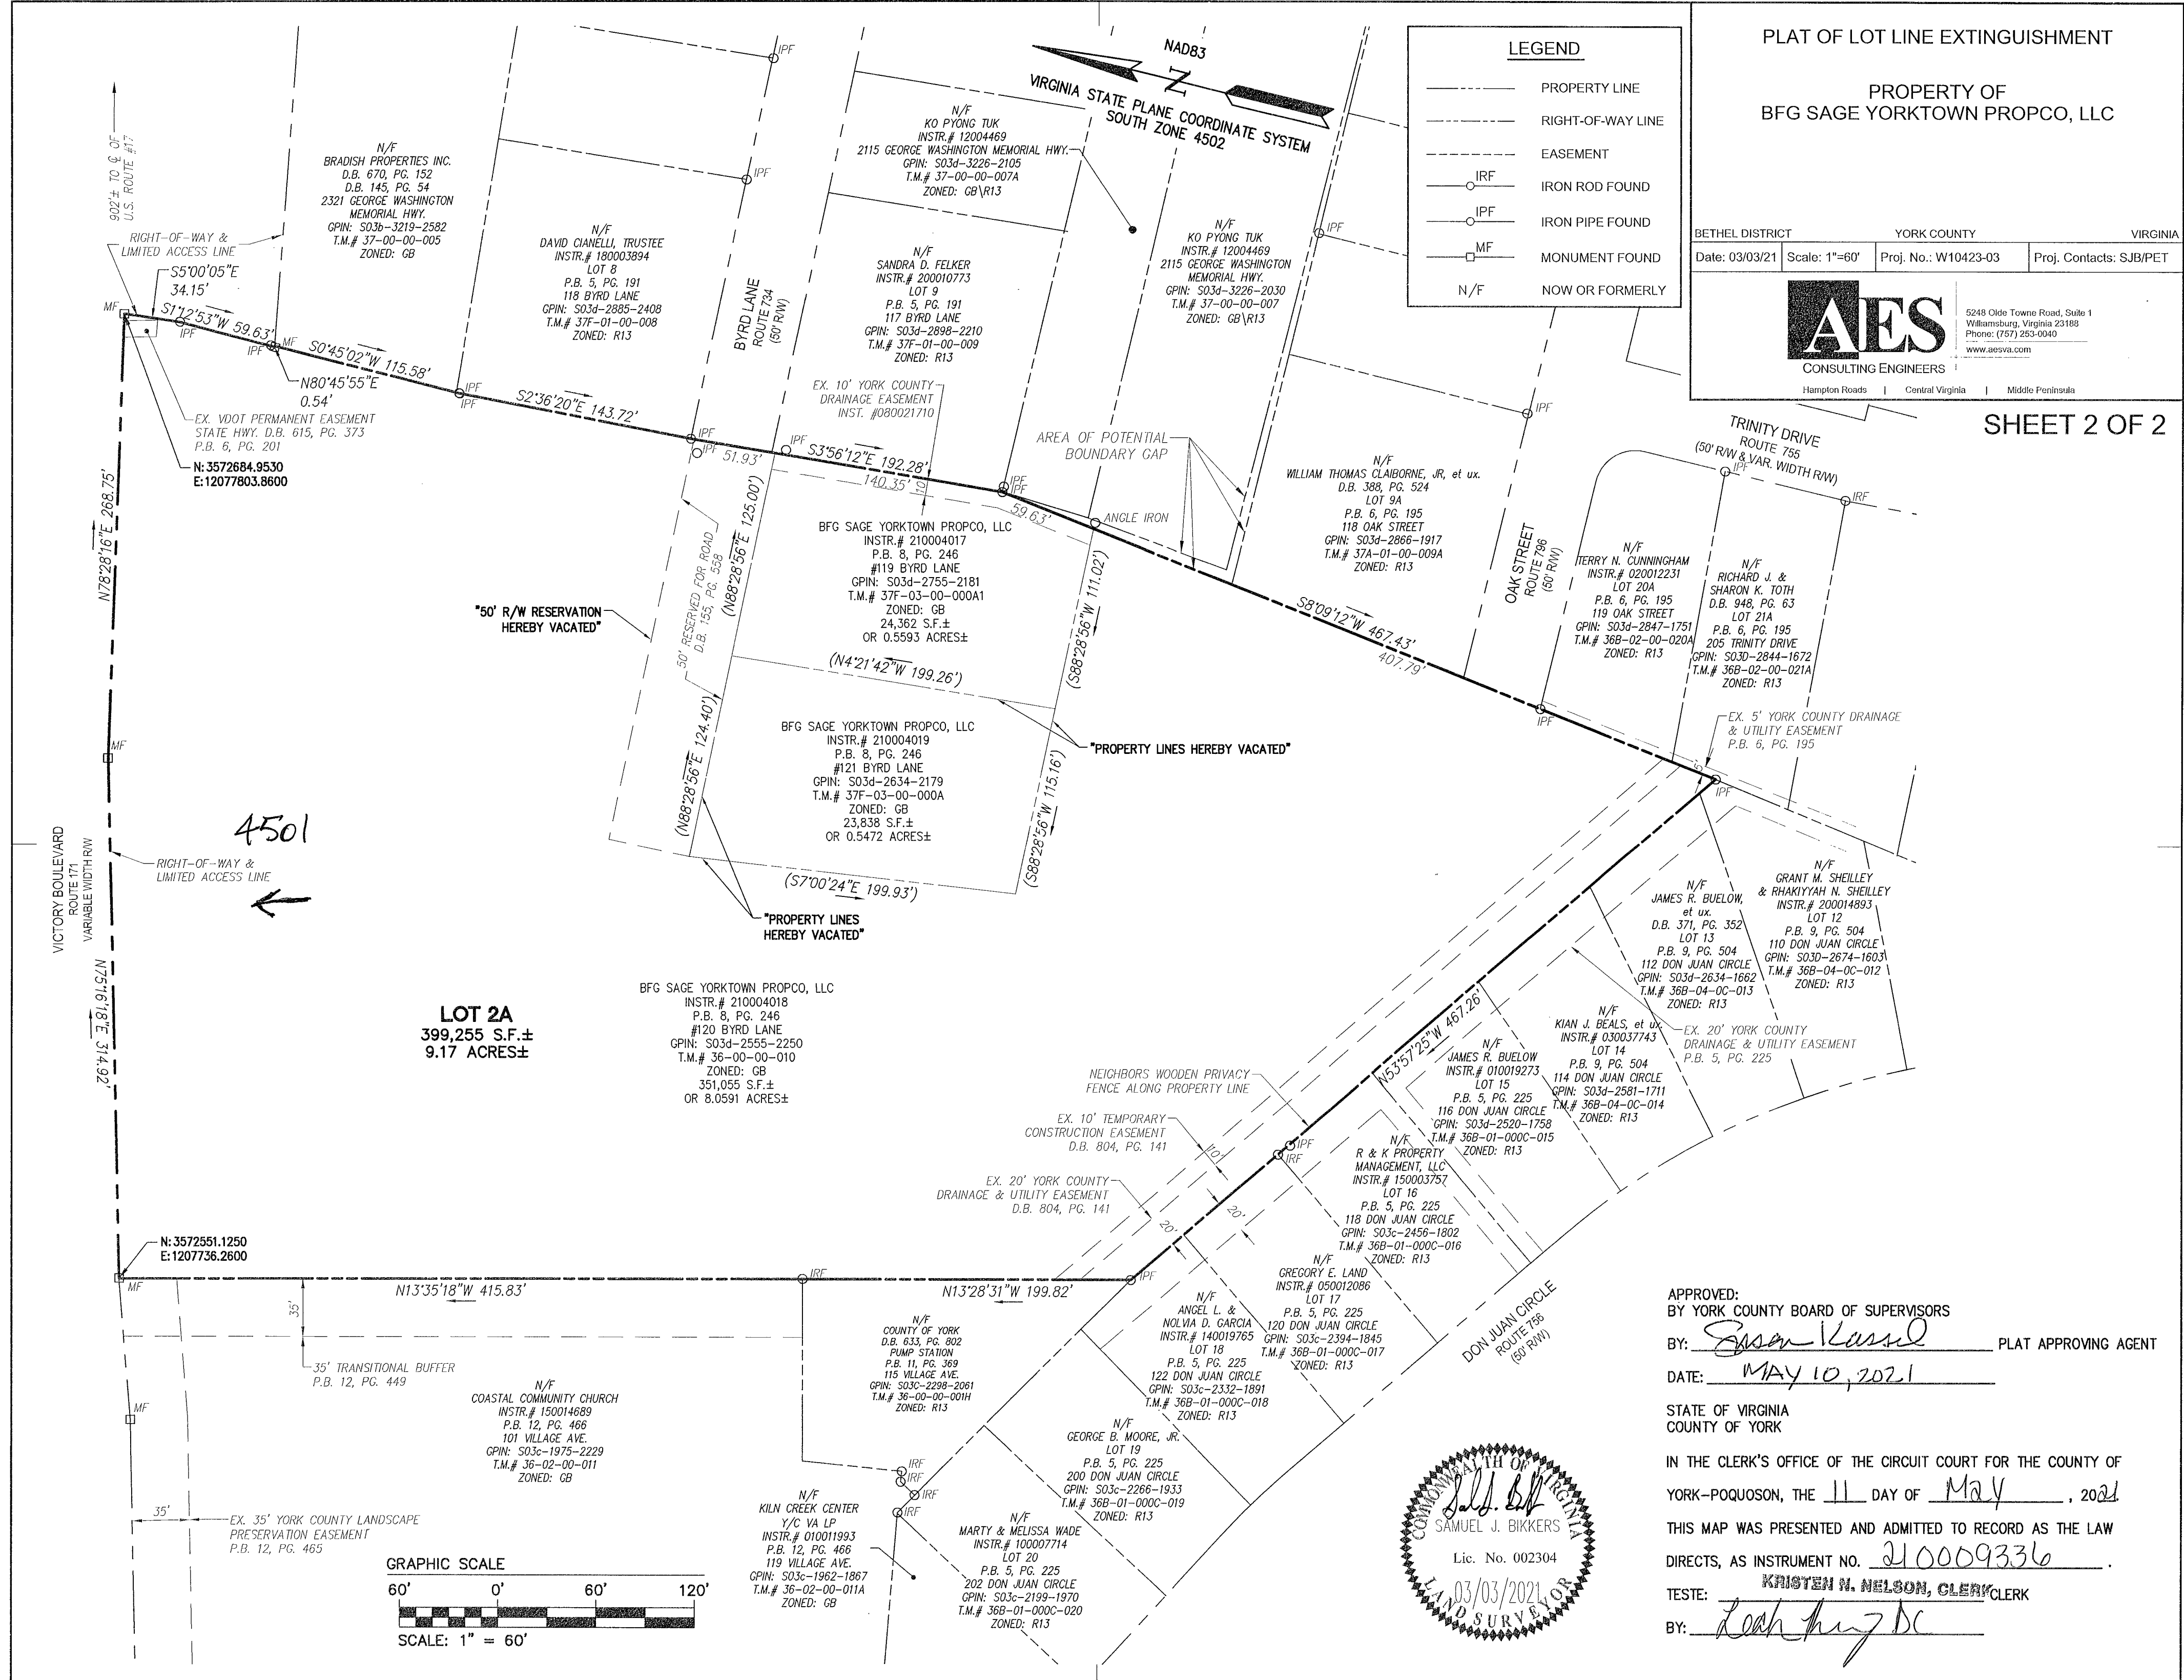 PLAT OF LOT LINE EXTINGUISHMENT
PROPERTY OF
BFG SAGE YORKTOWN PROPCO, LLC
BETHEL DISTRICT YORK COUNTY VIRGINIA
Date: 03/03/21 Scale: 1"=60' Proj. No.: W10423-03 Proj. Contacts: SJB/PET
AES
CONSULTING ENGINEERS
5248 Olde Towne Road, Suite 1
Williamsburg, Virginia 23188
Phone: (757) 253-0040
www.aesva.com
Hampton Roads | Central Virginia | Middle Peninsula
SHEET 2 OF 2
LEGEND
PROPERTY LINE
RIGHT-OF-WAY LINE
EASEMENT
IRF IRON ROD FOUND
IPF IRON PIPE FOUND
MF MONUMENT FOUND
N/F NOW OR FORMERLY
NAD83
N
VIRGINIA STATE PLANE COORDINATE SYSTEM
SOUTH ZONE 4502
902'± TO ℄ OF
U.S. ROUTE #17
RIGHT-OF-WAY &
LIMITED ACCESS LINE
S5°00'05"E
34.15'
MF
S1°12'53"W 59.63'
IPF
IPF
MF
S0°45'02"W 115.58'
N80°45'55"E
0.54'
EX. VDOT PERMANENT EASEMENT
STATE HWY. D.B. 615, PG. 373
P.B. 6, PG. 201
N:3572684.9530
E:12077803.8600
N/F
BRADISH PROPERTIES INC.
D.B. 670, PG. 152
D.B. 145, PG. 54
2321 GEORGE WASHINGTON
MEMORIAL HWY.
GPIN: S03b-3219-2582
T.M.# 37-00-00-005
ZONED: GB
N/F
DAVID CIANELLI, TRUSTEE
INSTR.# 180003894
LOT 8
P.B. 5, PG. 191
118 BYRD LANE
GPIN: S03d-2885-2408
T.M.# 37F-01-00-008
ZONED: R13
IPF
S2°36'20"E 143.72'
IPF
IPF
BYRD LANE
ROUTE 734
(50' R/W)
N/F
KO PYONG TUK
INSTR.# 12004469
2115 GEORGE WASHINGTON MEMORIAL HWY.
GPIN: S03d-3226-2105
T.M.# 37-00-00-007A
ZONED: GB\R13
N/F
SANDRA D. FELKER
INSTR.# 200010773
LOT 9
P.B. 5, PG. 191
117 BYRD LANE
GPIN: S03d-2898-2210
T.M.# 37F-01-00-009
ZONED: R13
N/F
KO PYONG TUK
INSTR.# 12004469
2115 GEORGE WASHINGTON
MEMORIAL HWY.
GPIN: S03d-3226-2030
T.M.# 37-00-00-007
ZONED: GB\R13
IPF
IPF
EX. 10' YORK COUNTY
DRAINAGE EASEMENT
INST. #080021710
IPF
IPF
51.93'
IPF
S3°56'12"E 192.28'
140.35'
10'
IPF
IPF
59.63'
ANGLE IRON
AREA OF POTENTIAL
BOUNDARY GAP
N/F
WILLIAM THOMAS CLAIBORNE, JR, et ux.
D.B. 388, PG. 524
LOT 9A
P.B. 6, PG. 195
118 OAK STREET
GPIN: S03d-2866-1917
T.M.# 37A-01-00-009A
ZONED: R13
OAK STREET
ROUTE 796
(50' R/W)
TRINITY DRIVE
ROUTE 755
(50' R/W & VAR. WIDTH R/W)
IPF
IRF
N/F
TERRY N. CUNNINGHAM
INSTR.# 020012231
LOT 20A
P.B. 6, PG. 195
119 OAK STREET
GPIN: S03d-2847-1751
T.M.# 36B-02-00-020A
ZONED: R13
N/F
RICHARD J. &
SHARON K. TOTH
D.B. 948, PG. 63
LOT 21A
P.B. 6, PG. 195
205 TRINITY DRIVE
GPIN: S03D-2844-1672
T.M.# 36B-02-00-021A
ZONED: R13
S8°09'12"W 467.43'
407.79'
IPF
EX. 5' YORK COUNTY DRAINAGE
& UTILITY EASEMENT
P.B. 6, PG. 195
5'
IPF
N78°28'16"E 268.75'
"50' R/W RESERVATION
HEREBY VACATED"
50' RESERVED FOR ROAD
D.B. 155, PG. 558
(N88°28'56"E 125.00')
BFG SAGE YORKTOWN PROPCO, LLC
INSTR.# 210004017
P.B. 8, PG. 246
#119 BYRD LANE
GPIN: S03d-2755-2181
T.M.# 37F-03-00-000A1
ZONED: GB
24,362 S.F.±
OR 0.5593 ACRES±
(S88°28'56"W 111.02')
(N4°21'42"W 199.26')
(N88°28'56"E 124.40')
BFG SAGE YORKTOWN PROPCO, LLC
INSTR.# 210004019
P.B. 8, PG. 246
#121 BYRD LANE
GPIN: S03d-2634-2179
T.M.# 37F-03-00-000A
ZONED: GB
23,838 S.F.±
OR 0.5472 ACRES±
"PROPERTY LINES HEREBY VACATED"
(S88°28'56"W 115.16')
(S7°00'24"E 199.93')
"PROPERTY LINES
HEREBY VACATED"
MF
4501
VICTORY BOULEVARD
ROUTE 171
VARIABLE WIDTH R/W
RIGHT-OF-WAY &
LIMITED ACCESS LINE
N75°16'18"E 314.92'
LOT 2A
399,255 S.F.±
9.17 ACRES±
BFG SAGE YORKTOWN PROPCO, LLC
INSTR.# 210004018
P.B. 8, PG. 246
#120 BYRD LANE
GPIN: S03d-2555-2250
T.M.# 36-00-00-010
ZONED: GB
351,055 S.F.±
OR 8.0591 ACRES±
N/F
GRANT M. SHEILLEY
& RHAKIYYAH N. SHEILLEY
INSTR.# 200014893
LOT 12
P.B. 9, PG. 504
110 DON JUAN CIRCLE
GPIN: S03D-2674-1603
T.M.# 36B-04-0C-012
ZONED: R13
N/F
JAMES R. BUELOW,
et ux.
D.B. 371, PG. 352
LOT 13
P.B. 9, PG. 504
112 DON JUAN CIRCLE
GPIN: S03d-2634-1662
T.M.# 36B-04-0C-013
ZONED: R13
N/F
KIAN J. BEALS, et ux.
INSTR.# 030037743
LOT 14
P.B. 9, PG. 504
114 DON JUAN CIRCLE
GPIN: S03d-2581-1711
T.M.# 36B-04-0C-014
ZONED: R13
EX. 20' YORK COUNTY
DRAINAGE & UTILITY EASEMENT
P.B. 5, PG. 225
N53°57'25"W 467.26'
N/F
JAMES R. BUELOW
INSTR.# 010019273
LOT 15
P.B. 5, PG. 225
116 DON JUAN CIRCLE
GPIN: S03d-2520-1758
T.M.# 36B-01-000C-015
ZONED: R13
NEIGHBORS WOODEN PRIVACY
FENCE ALONG PROPERTY LINE
EX. 10' TEMPORARY
CONSTRUCTION EASEMENT
D.B. 804, PG. 141
10'
IPF
IRF
EX. 20' YORK COUNTY
DRAINAGE & UTILITY EASEMENT
D.B. 804, PG. 141
20'
20'
N/F
R & K PROPERTY
MANAGEMENT, LLC
INSTR.# 150003757
LOT 16
P.B. 5, PG. 225
118 DON JUAN CIRCLE
GPIN: S03c-2456-1802
T.M.# 36B-01-000C-016
ZONED: R13
N/F
GREGORY E. LAND
INSTR.# 050012086
LOT 17
P.B. 5, PG. 225
120 DON JUAN CIRCLE
GPIN: S03c-2394-1845
T.M.# 36B-01-000C-017
ZONED: R13
DON JUAN CIRCLE
ROUTE 756
(50' R/W)
N/F
ANGEL L. &
NOLVIA D. GARCIA
INSTR.# 140019765
LOT 18
P.B. 5, PG. 225
122 DON JUAN CIRCLE
GPIN: S03c-2332-1891
T.M.# 36B-01-000C-018
ZONED: R13
N/F
GEORGE B. MOORE, JR.
LOT 19
P.B. 5, PG. 225
200 DON JUAN CIRCLE
GPIN: S03c-2266-1933
T.M.# 36B-01-000C-019
ZONED: R13
N/F
MARTY & MELISSA WADE
INSTR.# 100007714
LOT 20
P.B. 5, PG. 225
202 DON JUAN CIRCLE
GPIN: S03c-2199-1970
T.M.# 36B-01-000C-020
ZONED: R13
N:3572551.1250
E:1207736.2600
MF
N13°35'18"W 415.83'
IRF
N13°28'31"W 199.82'
IPF
35'
35' TRANSITIONAL BUFFER
P.B. 12, PG. 449
MF
N/F
COASTAL COMMUNITY CHURCH
INSTR.# 150014689
P.B. 12, PG. 466
101 VILLAGE AVE.
GPIN: S03c-1975-2229
T.M.# 36-02-00-011
ZONED: GB
N/F
COUNTY OF YORK
D.B. 633, PG. 802
PUMP STATION
P.B. 11, PG. 369
115 VILLAGE AVE.
GPIN: S03C-2298-2061
T.M.# 36-00-00-001H
ZONED: R13
IRF
IRF
IRF
IRF
N/F
KILN CREEK CENTER
Y/C VA LP
INSTR.# 010011993
P.B. 12, PG. 466
119 VILLAGE AVE.
GPIN: S03c-1962-1867
T.M.# 36-02-00-011A
ZONED: GB
35'
EX. 35' YORK COUNTY LANDSCAPE
PRESERVATION EASEMENT
P.B. 12, PG. 465
GRAPHIC SCALE
60' 0' 60' 120'
SCALE: 1" = 60'
COMMONWEALTH OF VIRGINIA
SAMUEL J. BIKKERS
Lic. No. 002304
03/03/2021
LAND SURVEYOR
APPROVED:
BY YORK COUNTY BOARD OF SUPERVISORS
BY: Susan Kassel PLAT APPROVING AGENT
DATE: MAY 10, 2021
STATE OF VIRGINIA
COUNTY OF YORK
IN THE CLERK'S OFFICE OF THE CIRCUIT COURT FOR THE COUNTY OF
YORK-POQUOSON, THE 11 DAY OF May, 2021
THIS MAP WAS PRESENTED AND ADMITTED TO RECORD AS THE LAW
DIRECTS, AS INSTRUMENT NO. 210009336.
TESTE: KRISTEN N. NELSON, CLERK CLERK
BY: Leah DC